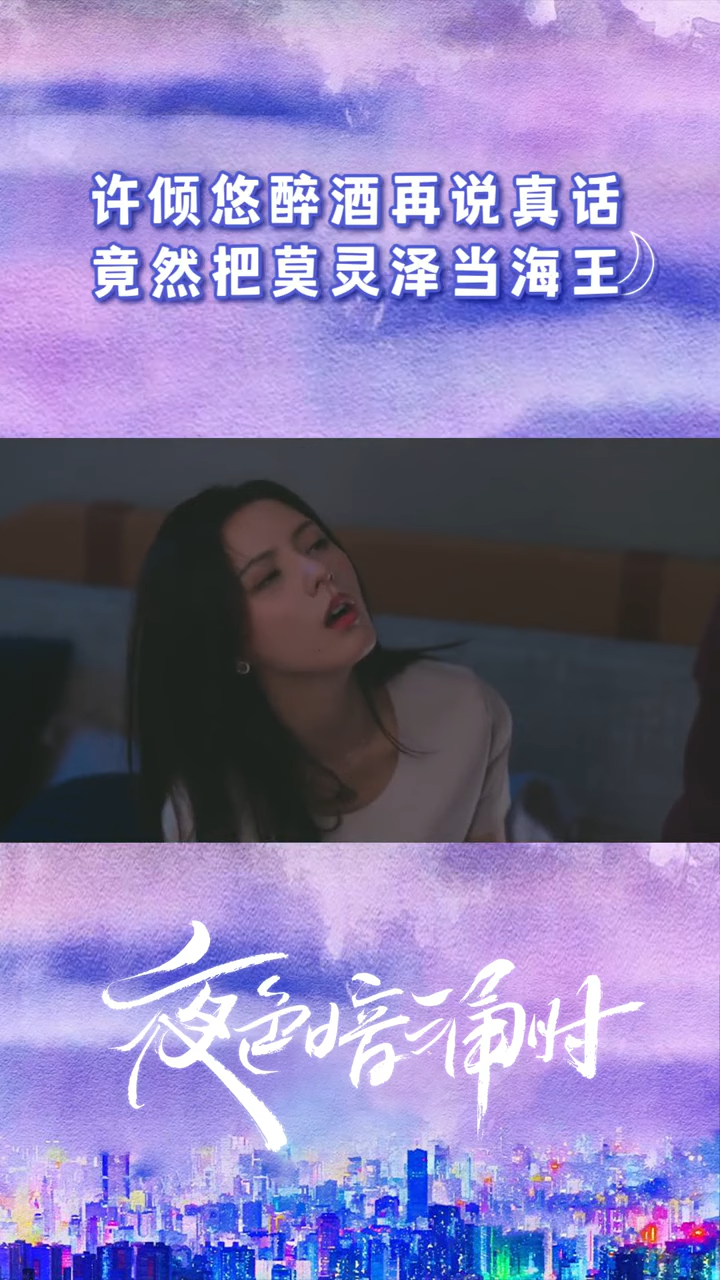 许倾悠醉酒再说真话
竟然把莫灵泽当海王
夜色暗涌时